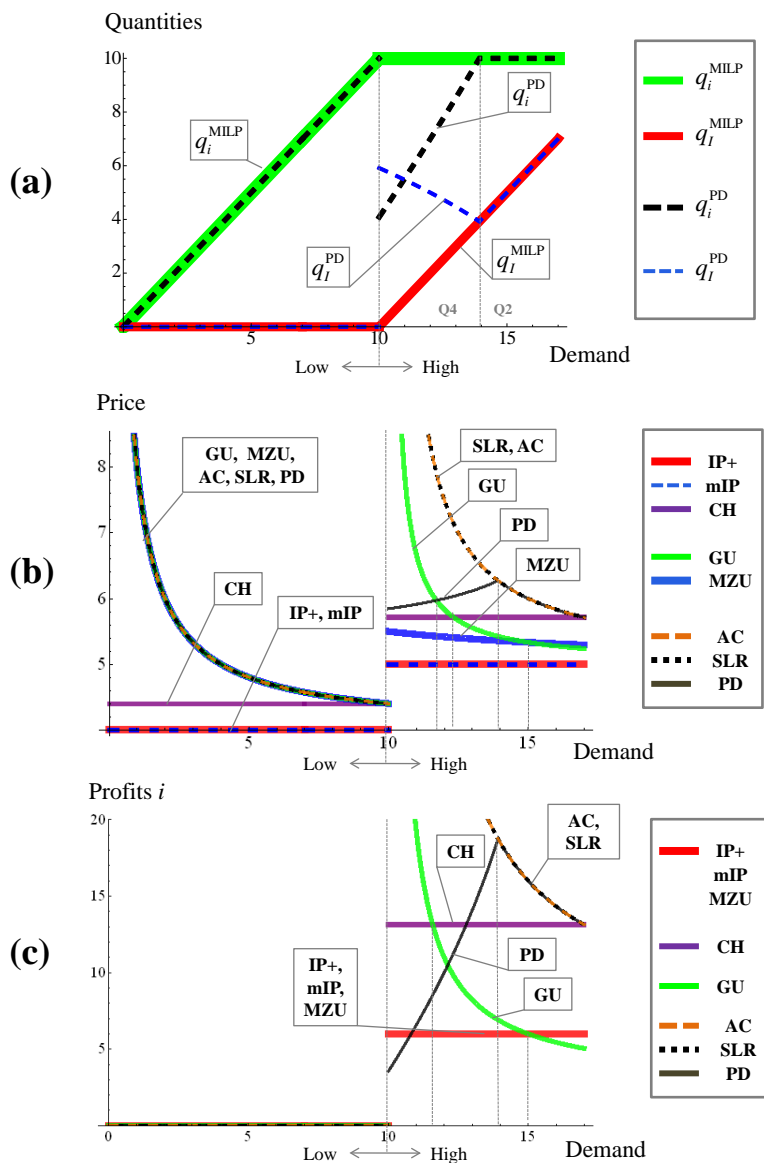 Quantities
10
8
6
4
2
5
10
15
Demand
Low
High
Q4
Q2
q_i^MILP
q_i^PD
q_I^PD
q_I^MILP
(a)
q_i^MILP
q_I^MILP
q_i^PD
q_I^PD
Price
8
7
6
5
5
10
15
Demand
Low
High
GU, MZU,
AC, SLR, PD
CH
IP+, mIP
SLR, AC
GU
PD
MZU
(b)
IP+
mIP
CH
GU
MZU
AC
SLR
PD
Profits i
20
15
10
5
0
5
10
15
Demand
Low
High
IP+,
mIP,
MZU
CH
AC,
SLR
PD
GU
(c)
IP+
mIP
MZU
CH
GU
AC
SLR
PD